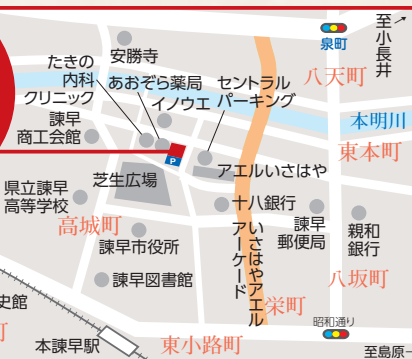 安勝寺
泉町
至小長井
たきの
内科
クリニック
あおぞら薬局
イノウエ
セントラル
パーキング
八天町
諫早
商工会館
本明川
東本町
P
芝生広場
アエルいさはや
県立諫早
高等学校
高城町
十八銀行
諫早
郵便局
親和
銀行
諫早市役所
いさはやアエル
アーケード
諫早図書館
八坂町
栄町
史館
町
昭和通り
本諫早駅
東小路町
至島原